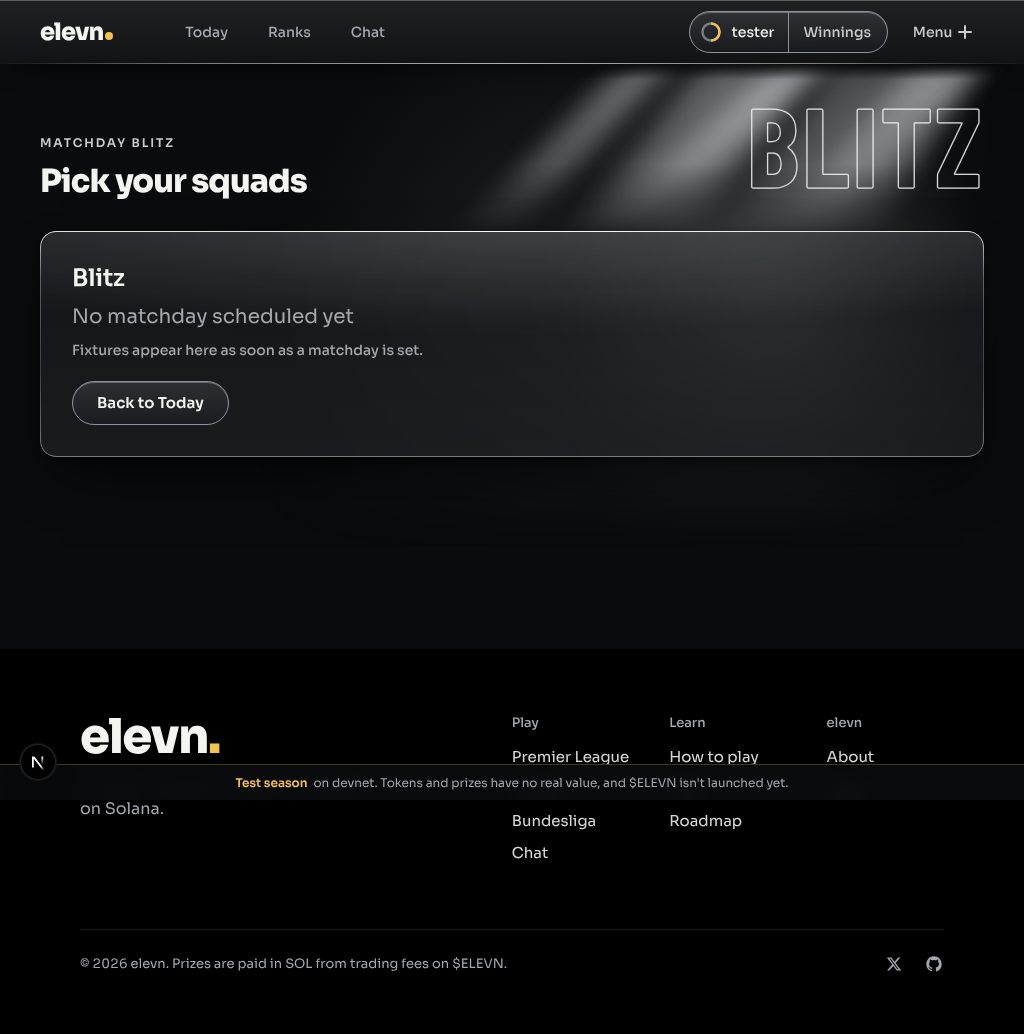 elevn.
Today
Ranks
Chat
tester
Winnings
Menu
MATCHDAY BLITZ
Pick your squads
BLITZ
Blitz
No matchday scheduled yet
Fixtures appear here as soon as a matchday is set.
Back to Today
elevn.
on Solana.
Play
Premier League
Bundesliga
Chat
Learn
How to play
Roadmap
elevn
About
N
Test season on devnet. Tokens and prizes have no real value, and $ELEVN isn't launched yet.
© 2026 elevn. Prizes are paid in SOL from trading fees on $ELEVN.